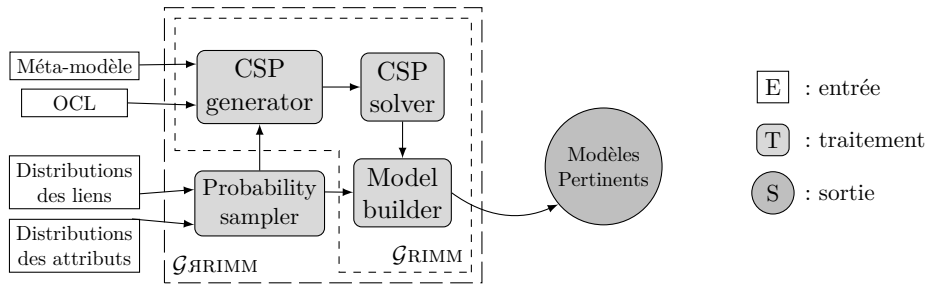 Méta-modèle
OCL
Distributions
des liens
Distributions
des attributs
CSP
generator
CSP
solver
Probability
sampler
Model
builder
GRIMM
GЯRIMM
Modèles
Pertinents
E : entrée
T : traitement
S : sortie